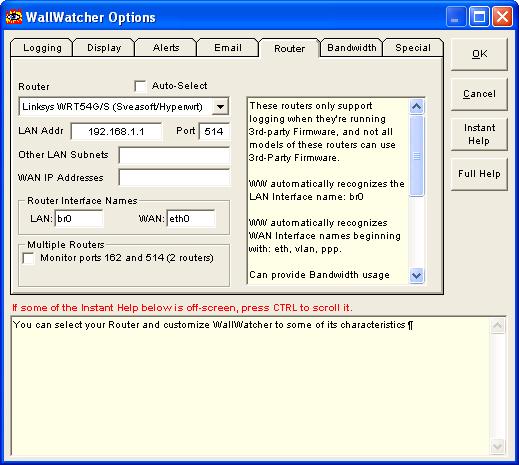 WallWatcher Options
Logging Display Alerts Email Router Bandwidth Special
OK
Cancel
Instant Help
Full Help
Router Auto-Select
Linksys WRT54G/S (Sveasoft/Hyperwrt)
LAN Addr 192.168.1.1 Port 514
Other LAN Subnets
WAN IP Addresses
Router Interface Names
LAN: br0 WAN: eth0
Multiple Routers
Monitor ports 162 and 514 (2 routers)
These routers only support
logging when they're running
3rd-party Firmware, and not all
models of these routers can use
3rd-Party Firmware.
WW automatically recognizes the
LAN Interface name: br0
WW automatically recognizes
WAN Interface names beginning
with: eth, vlan, ppp.
Can provide Bandwidth usage
If some of the Instant Help below is off-screen, press CTRL to scroll it.
You can select your Router and customize WallWatcher to some of its characteristics ¶